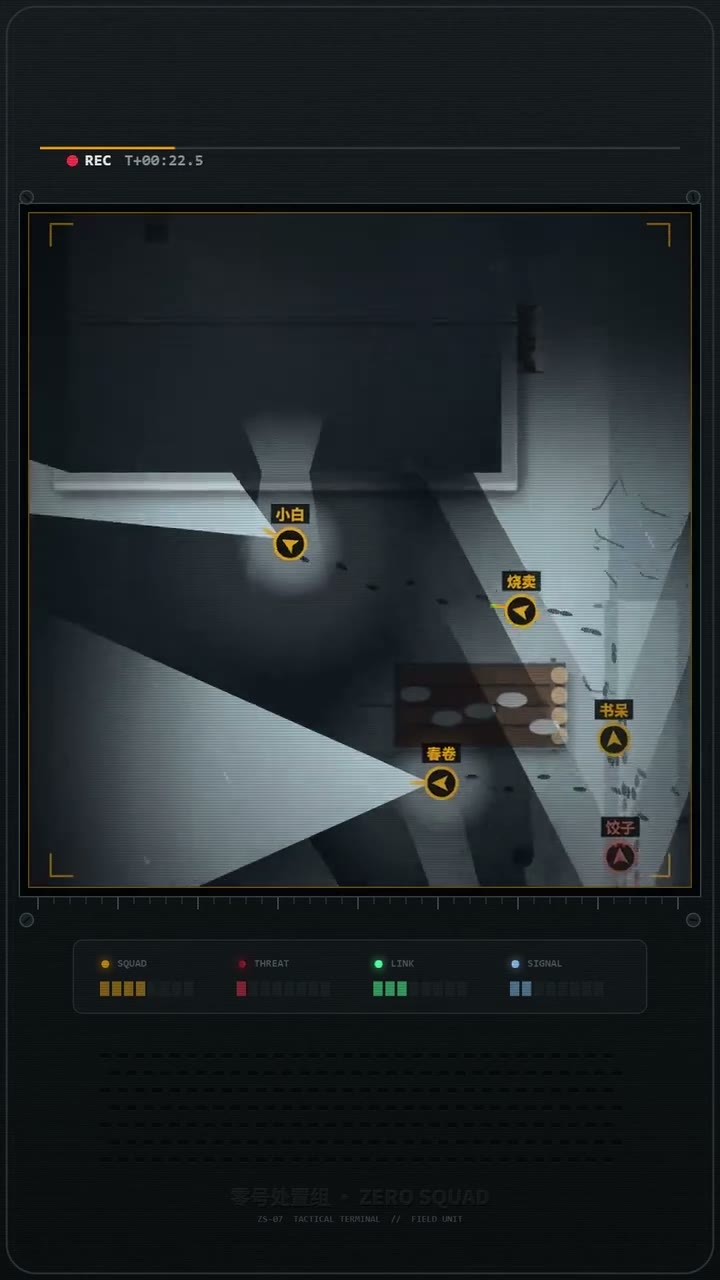 REC T+00:22.5
小白
烧卖
书呆
春卷
饺子
SQUAD THREAT LINK SIGNAL
零号处置组 · ZERO SQUAD
ZS-07 TACTICAL TERMINAL // FIELD UNIT